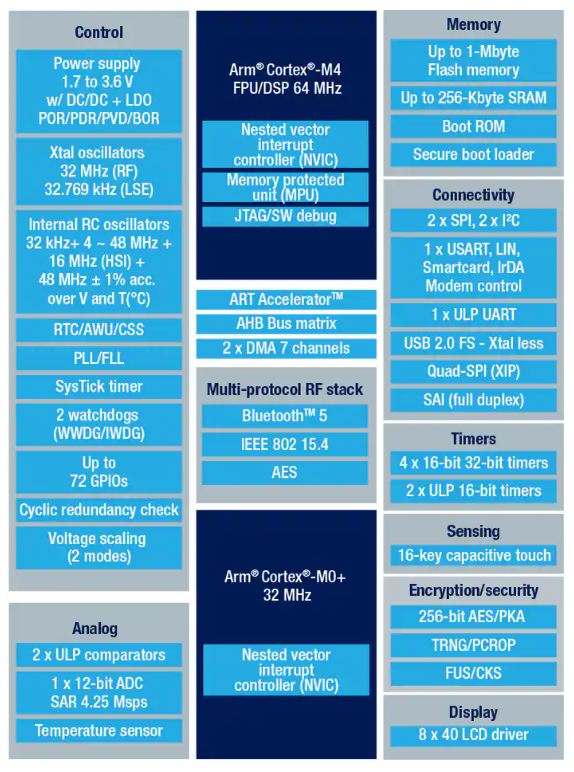 Control
Power supply
1.7 to 3.6 V
w/ DC/DC + LDO
POR/PDR/PVD/BOR
Xtal oscillators
32 MHz (RF)
32.769 kHz (LSE)
Internal RC oscillators
32 kHz+ 4 ~ 48 MHz +
16 MHz (HSI) +
48 MHz ± 1% acc.
over V and T(°C)
RTC/AWU/CSS
PLL/FLL
SysTick timer
2 watchdogs
(WWDG/IWDG)
Up to
72 GPIOs
Cyclic redundancy check
Voltage scaling
(2 modes)
Analog
2 x ULP comparators
1 x 12-bit ADC
SAR 4.25 Msps
Temperature sensor
Arm® Cortex®-M4
FPU/DSP 64 MHz
Nested vector
interrupt
controller (NVIC)
Memory protected
unit (MPU)
JTAG/SW debug
ART Accelerator™
AHB Bus matrix
2 x DMA 7 channels
Multi-protocol RF stack
Bluetooth™ 5
IEEE 802 15.4
AES
Arm® Cortex®-M0+
32 MHz
Nested vector
interrupt
controller (NVIC)
Memory
Up to 1-Mbyte
Flash memory
Up to 256-Kbyte SRAM
Boot ROM
Secure boot loader
Connectivity
2 x SPI, 2 x I²C
1 x USART, LIN,
Smartcard, IrDA
Modem control
1 x ULP UART
USB 2.0 FS - Xtal less
Quad-SPI (XIP)
SAI (full duplex)
Timers
4 x 16-bit 32-bit timers
2 x ULP 16-bit timers
Sensing
16-key capacitive touch
Encryption/security
256-bit AES/PKA
TRNG/PCROP
FUS/CKS
Display
8 x 40 LCD driver